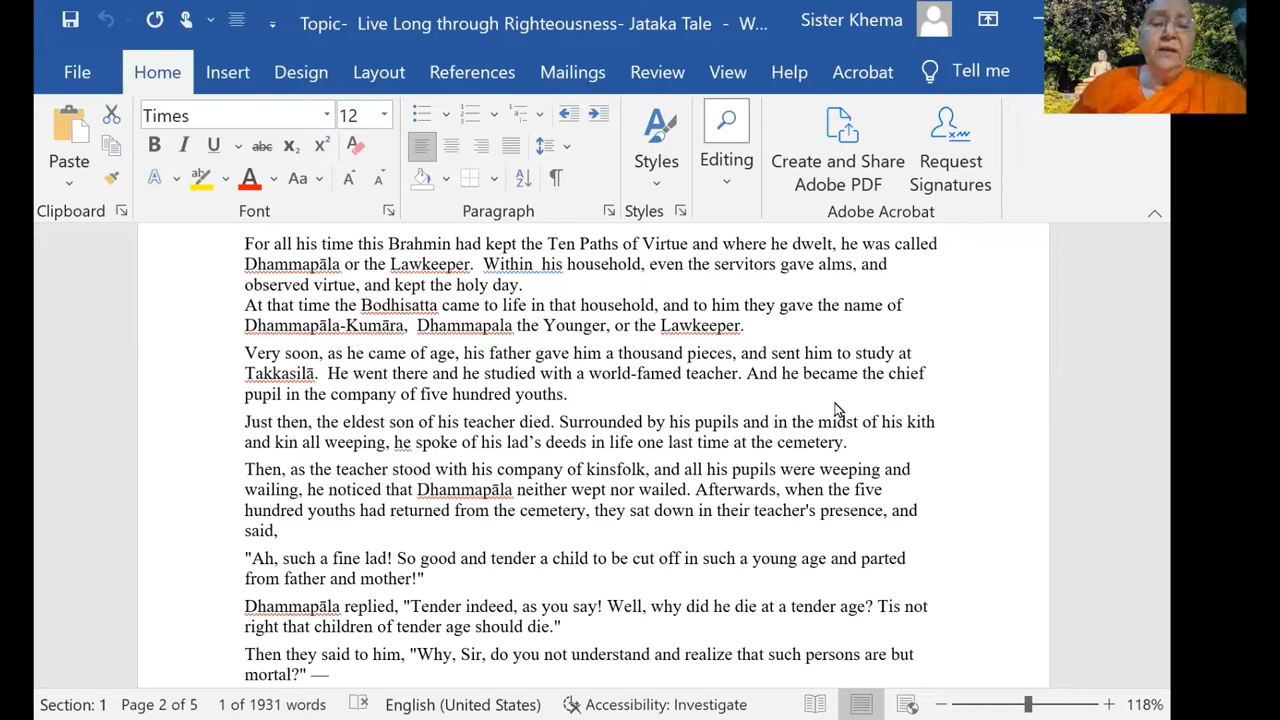 Topic-  Live Long through Righteousness- Jataka Tale  -  W...
Sister Khema
File Home Insert Design Layout References Mailings Review View Help Acrobat Tell me
Times 12
Paste
B I U abc x₂ x²
A A Aa A A
Styles
Editing
Create and Share
Adobe PDF
Request
Signatures
Clipboard Font Paragraph Styles Adobe Acrobat
For all his time this Brahmin had kept the Ten Paths of Virtue and where he dwelt, he was called
Dhammapāla or the Lawkeeper.  Within  his household, even the servitors gave alms, and
observed virtue, and kept the holy day.
At that time the Bodhisatta came to life in that household, and to him they gave the name of
Dhammapāla-Kumāra,  Dhammapala the Younger, or the Lawkeeper.
Very soon, as he came of age, his father gave him a thousand pieces, and sent him to study at
Takkasilā.  He went there and he studied with a world-famed teacher. And he became the chief
pupil in the company of five hundred youths.
Just then, the eldest son of his teacher died. Surrounded by his pupils and in the midst of his kith
and kin all weeping, he spoke of his lad’s deeds in life one last time at the cemetery.
Then, as the teacher stood with his company of kinsfolk, and all his pupils were weeping and
wailing, he noticed that Dhammapāla neither wept nor wailed. Afterwards, when the five
hundred youths had returned from the cemetery, they sat down in their teacher's presence, and
said,
"Ah, such a fine lad! So good and tender a child to be cut off in such a young age and parted
from father and mother!"
Dhammapāla replied, "Tender indeed, as you say! Well, why did he die at a tender age? Tis not
right that children of tender age should die."
Then they said to him, "Why, Sir, do you not understand and realize that such persons are but
mortal?" —
Section: 1 Page 2 of 5 1 of 1931 words English (United States) Accessibility: Investigate 118%